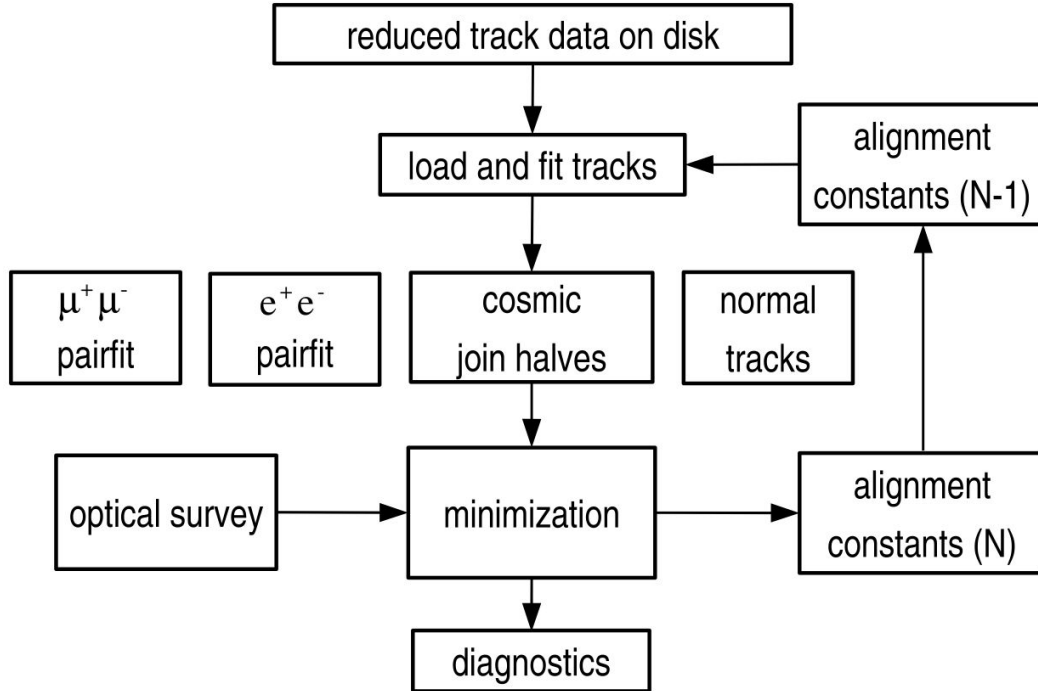 reduced track data on disk
load and fit tracks
alignment
constants (N-1)
μ⁺μ⁻
pairfit
e⁺e⁻
pairfit
cosmic
join halves
normal
tracks
optical survey
minimization
alignment
constants (N)
diagnostics